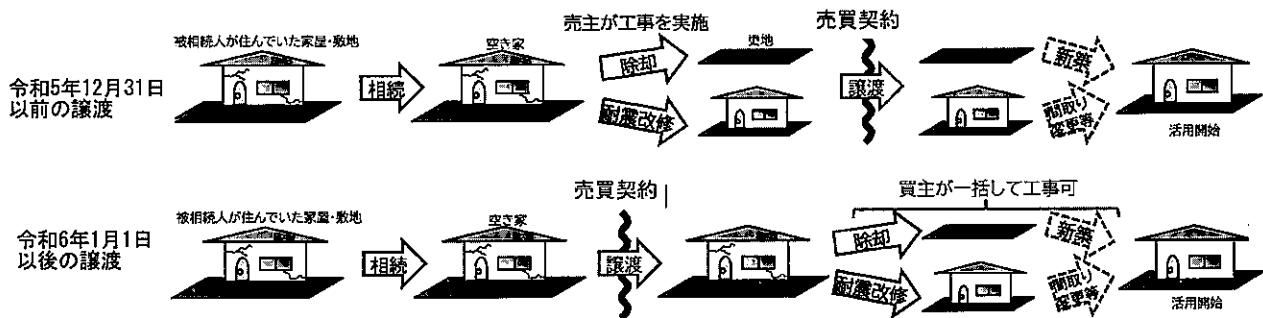 令和5年12月31日
以前の譲渡
被相続人が住んでいた家屋・敷地
相続
空き家
売主が工事を実施
除却
耐震改修
更地
売買契約
譲渡
新築
間取り
変更等
活用開始
令和6年1月1日
以後の譲渡
被相続人が住んでいた家屋・敷地
相続
空き家
売買契約
譲渡
買主が一括して工事可
除却
耐震改修
新築
間取り
変更等
活用開始